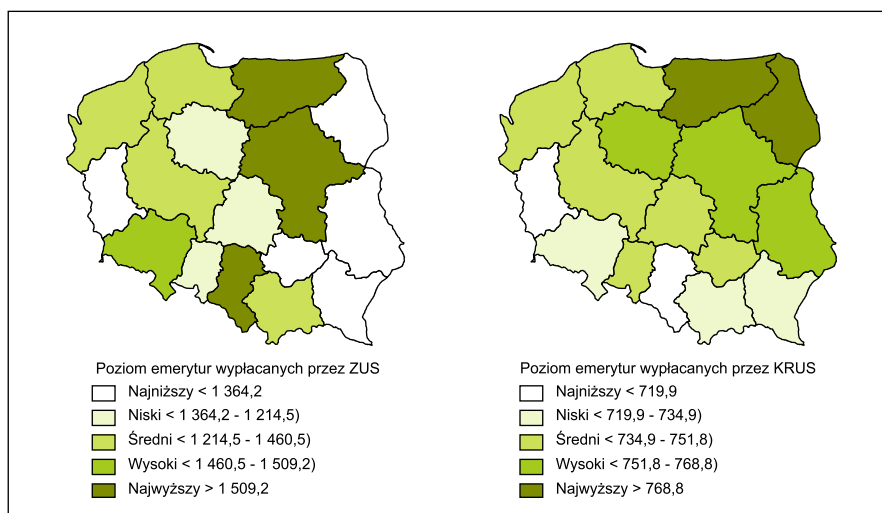 Poziom emerytur wypłacanych przez ZUS
Najniższy < 1 364,2
Niski < 1 364,2 - 1 214,5)
Średni < 1 214,5 - 1 460,5)
Wysoki < 1 460,5 - 1 509,2)
Najwyższy > 1 509,2
Poziom emerytur wypłacanych przez KRUS
Najniższy < 719,9
Niski < 719,9 - 734,9)
Średni < 734,9 - 751,8)
Wysoki < 751,8 - 768,8)
Najwyższy > 768,8